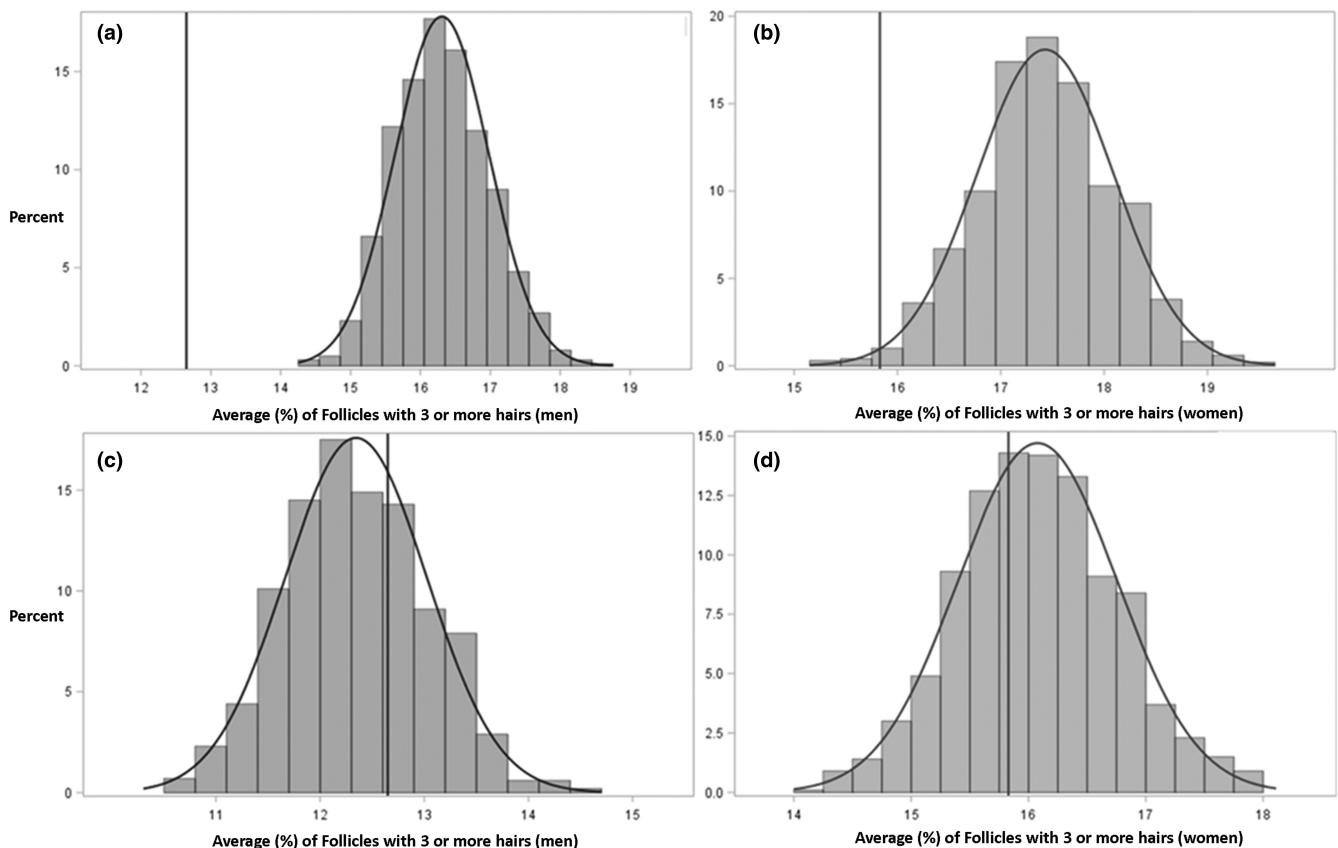 (a)
15
10
Percent
5
0
12 13 14 15 16 17 18 19
Average (%) of Follicles with 3 or more hairs (men)
(b)
20
15
10
5
0
15 16 17 18 19
Average (%) of Follicles with 3 or more hairs (women)
(c)
15
10
Percent
5
0
11 12 13 14 15
Average (%) of Follicles with 3 or more hairs (men)
(d)
15.0
12.5
10.0
7.5
5.0
2.5
0.0
14 15 16 17 18
Average (%) of Follicles with 3 or more hairs (women)